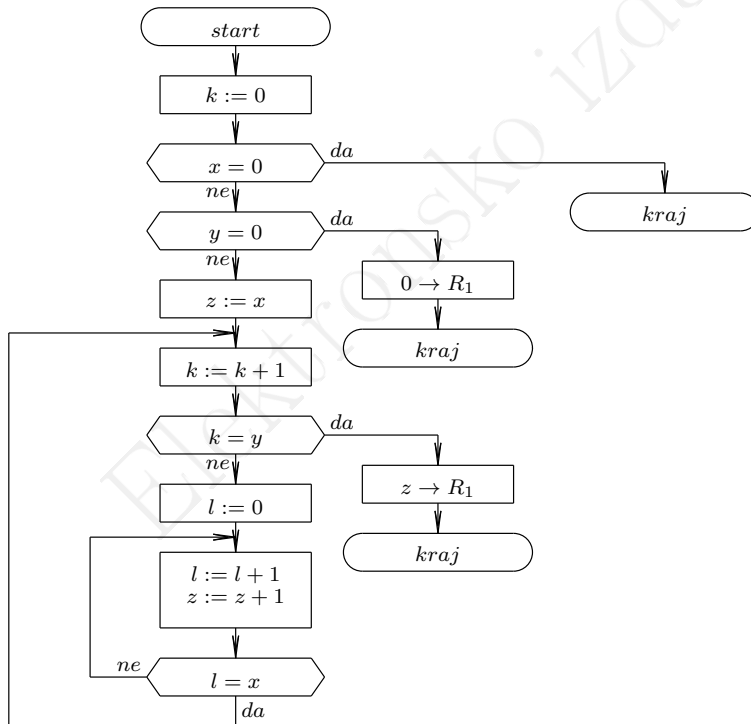 start
k := 0
x = 0
da
ne
kraj
y = 0
da
ne
0 → R₁
z := x
kraj
k := k + 1
k = y
da
ne
z → R₁
l := 0
kraj
l := l + 1
z := z + 1
ne
l = x
da
Elektronsko